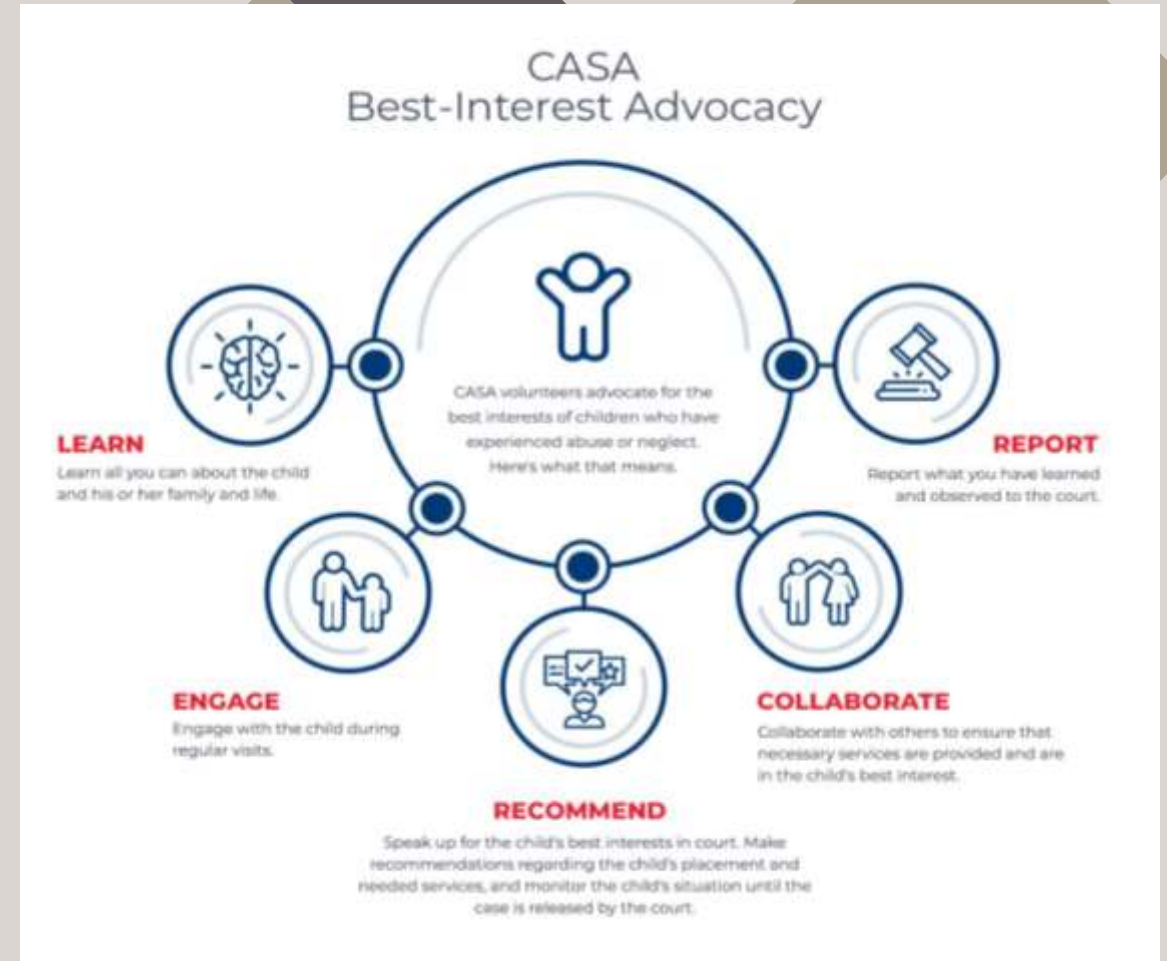 CASA
Best-Interest Advocacy
CASA volunteers advocate for the
best interests of children who have
experienced abuse or neglect.
Here's what that means.
LEARN
Learn all you can about the child
and his or her family and life.
ENGAGE
Engage with the child during
regular visits.
RECOMMEND
Speak up for the child's best interests in court. Make
recommendations regarding the child's placement and
needed services, and monitor the child's situation until the
case is released by the court.
COLLABORATE
Collaborate with others to ensure that
necessary services are provided and are
in the child's best interest.
REPORT
Report what you have learned
and observed to the court.